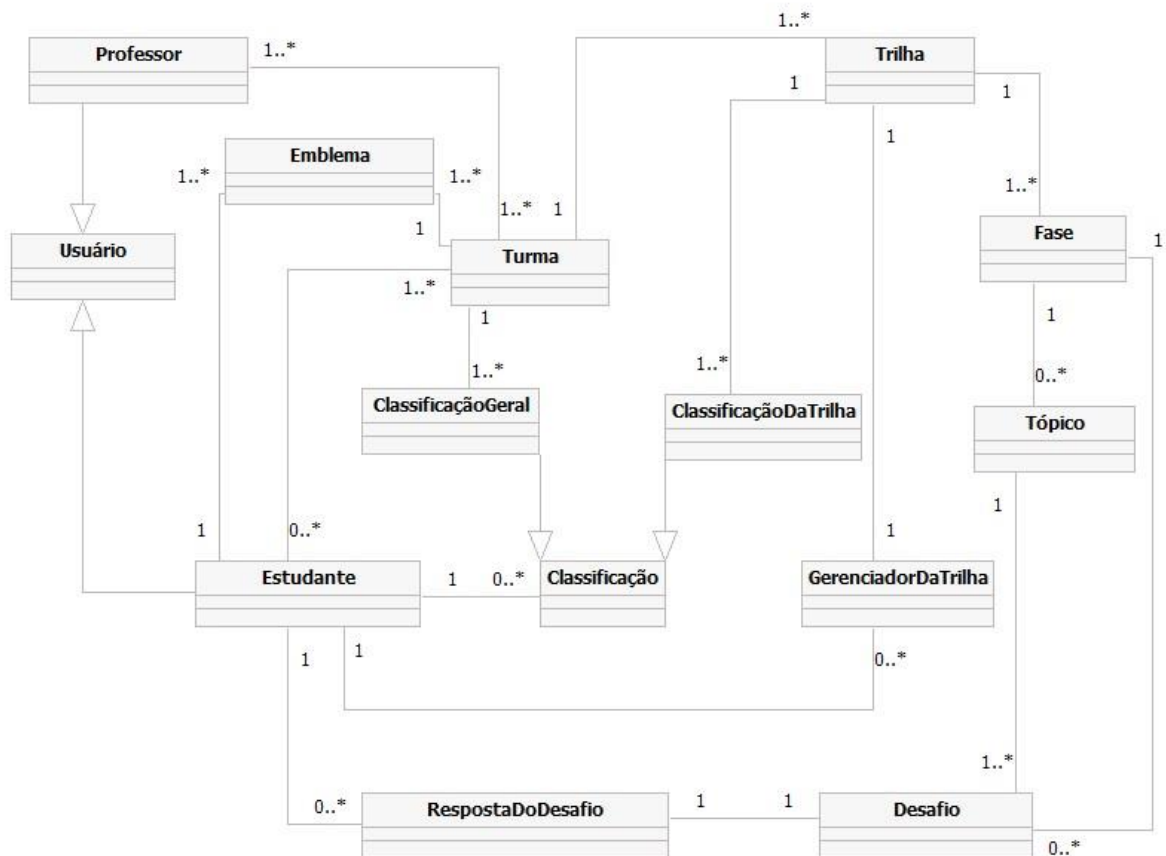 1..*
Professor
1..*
Trilha
1
1
1
Emblema
1..*
1..*
1..*
1..*
1
1
Fase
1
Usuário
Turma
1..*
1
1
0..*
1..*
1..*
ClassificaçãoGeral
ClassificaçãoDaTrilha
Tópico
1
1
0..*
1
Estudante
1
0..*
Classificação
GerenciadorDaTrilha
1
1
0..*
1..*
0..*
RespostaDoDesafio
1
1
Desafio
0..*